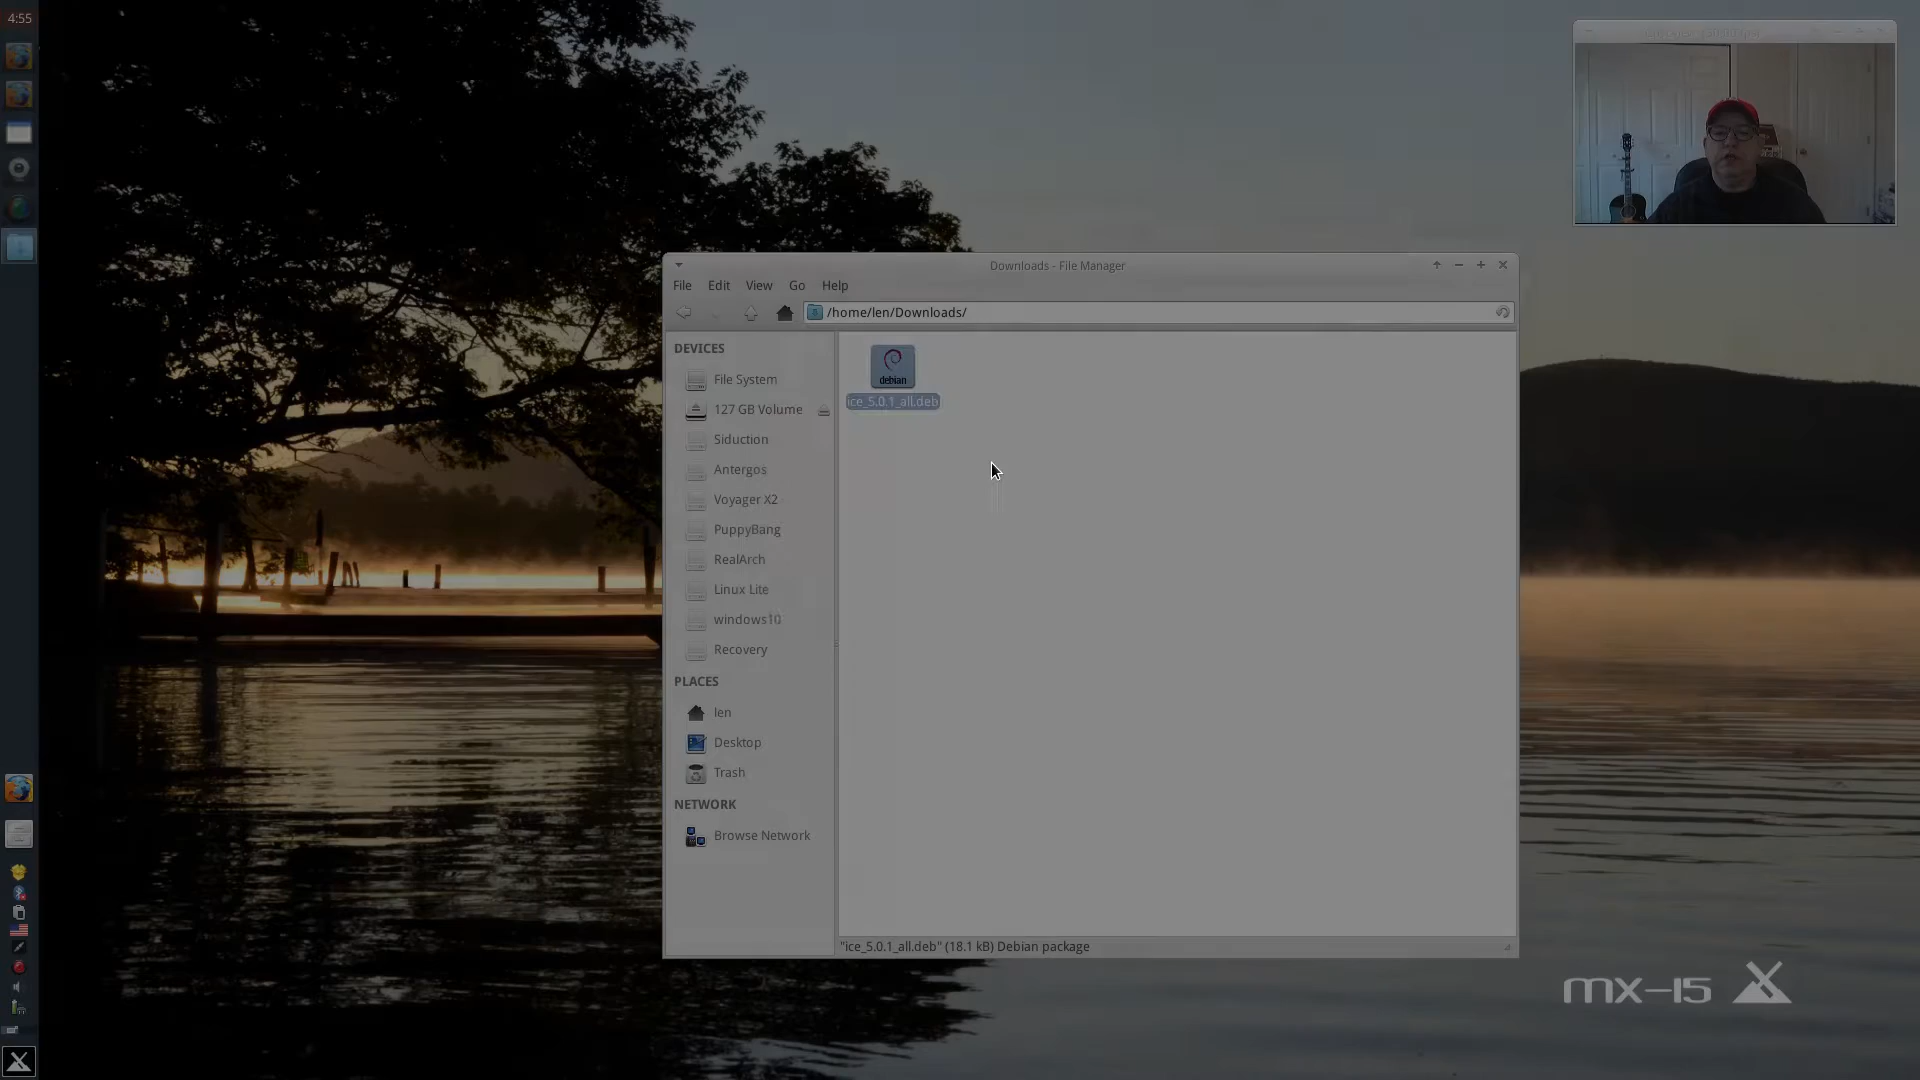 4:55
Downloads - File Manager
File Edit View Go Help
/home/len/Downloads/
DEVICES
File System
127 GB Volume
Siduction
Antergos
Voyager X2
PuppyBang
RealArch
Linux Lite
windows10
Recovery
PLACES
len
Desktop
Trash
NETWORK
Browse Network
debian
ice_5.0.1_all.deb
"ice_5.0.1_all.deb" (18.1 kB) Debian package
mx-15